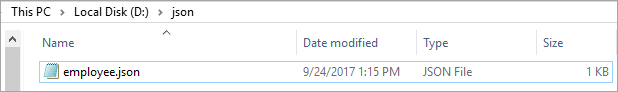 This PC > Local Disk (D:) > json
Name Date modified Type Size
employee.json 9/24/2017 1:15 PM JSON File 1 KB